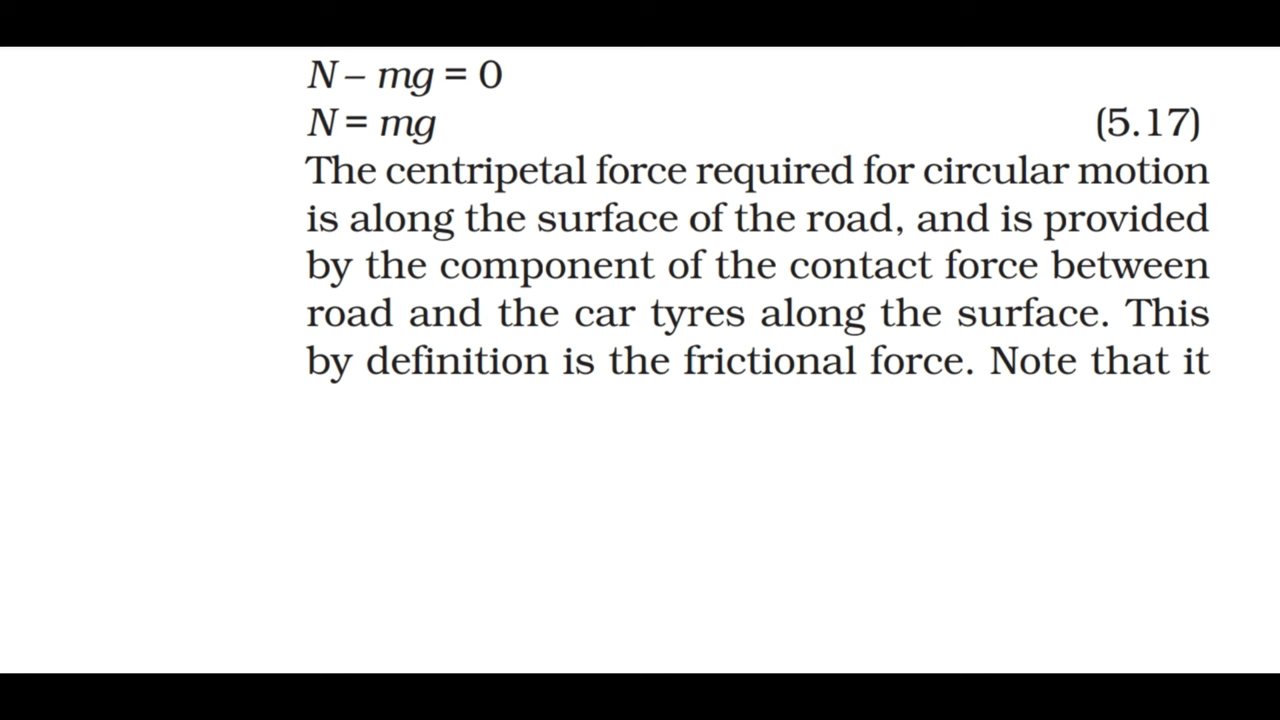 N – mg = 0
N = mg (5.17)
The centripetal force required for circular motion
is along the surface of the road, and is provided
by the component of the contact force between
road and the car tyres along the surface. This
by definition is the frictional force. Note that it